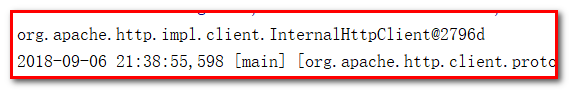 org.apache.http.impl.client.InternalHttpClient@2796d
2018-09-06 21:38:55,598 [main] [org.apache.http.client.proto